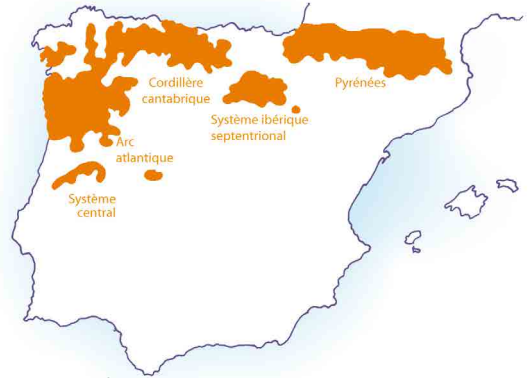 Cordillère
cantabrique
Pyrénées
Système ibérique
septentrional
Arc
atlantique
Système
central